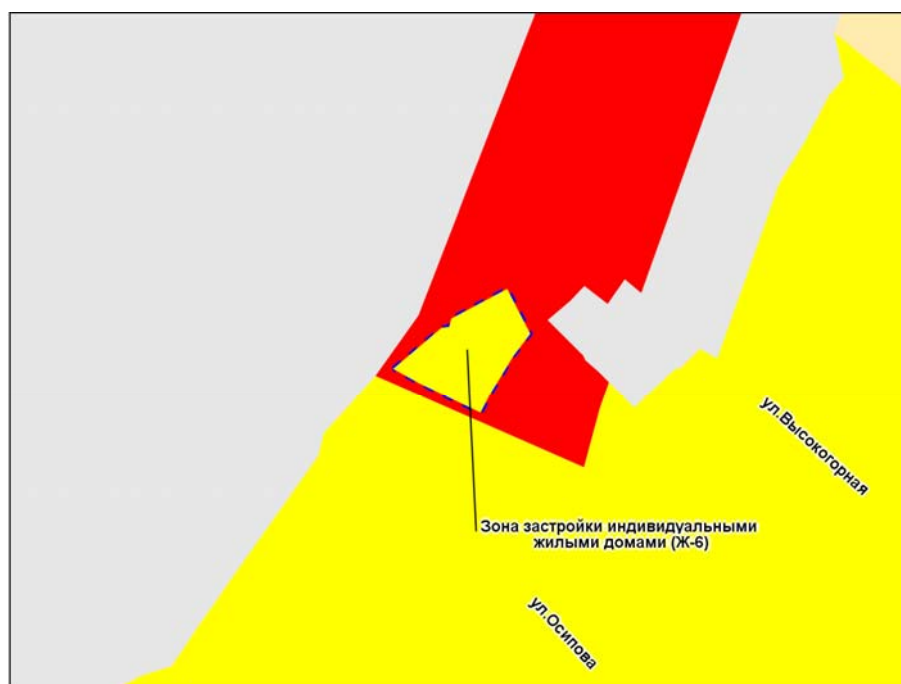 ул.Высокогорная
Зона застройки индивидуальными
жилыми домами (Ж-6)
ул.Осипова